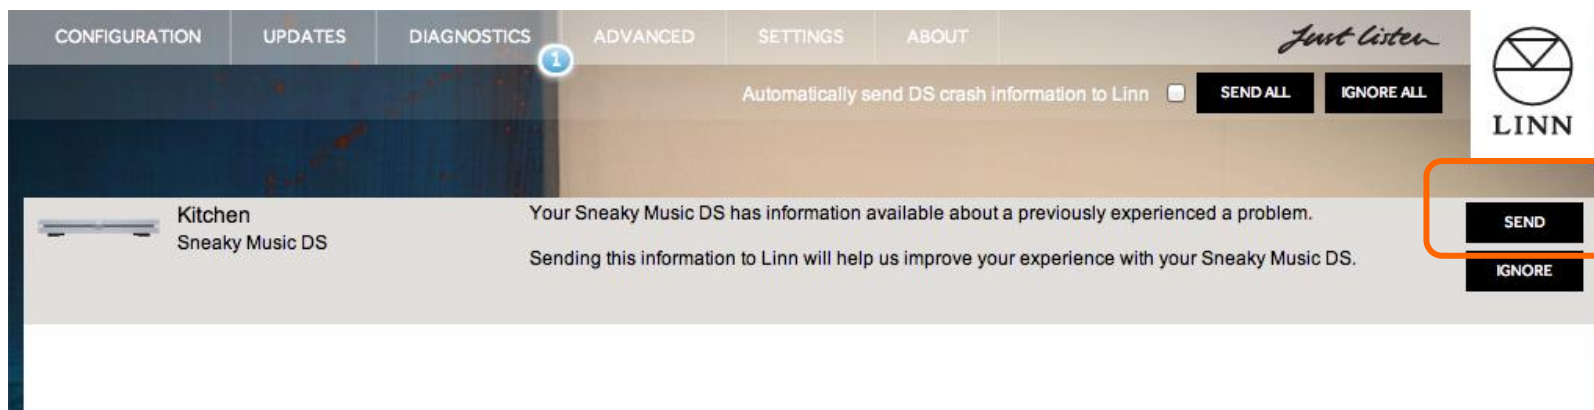 CONFIGURATION UPDATES DIAGNOSTICS ADVANCED SETTINGS ABOUT Just Listen
1
Automatically send DS crash information to Linn SEND ALL IGNORE ALL
LINN
Kitchen
Sneaky Music DS
Your Sneaky Music DS has information available about a previously experienced a problem.
Sending this information to Linn will help us improve your experience with your Sneaky Music DS.
SEND
IGNORE